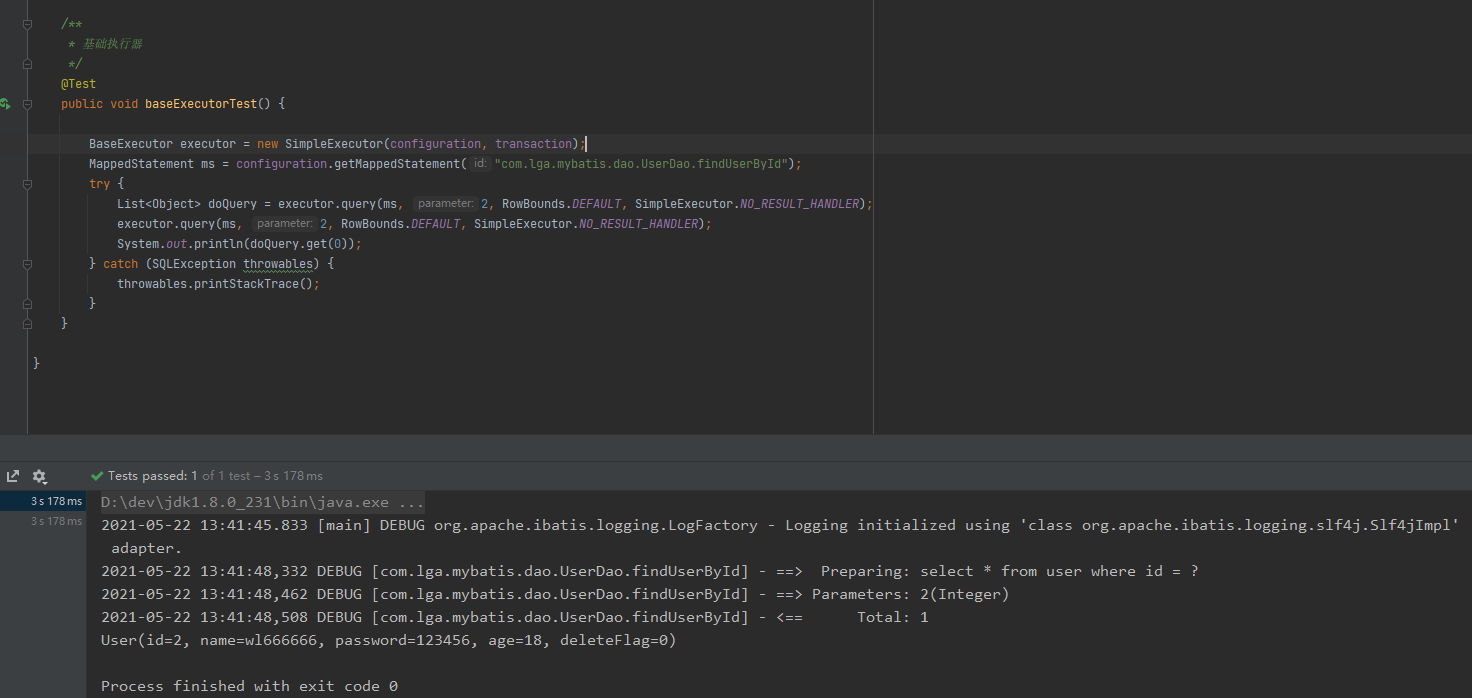 /**
* 基础执行器
*/
@Test
public void baseExecutorTest() {
BaseExecutor executor = new SimpleExecutor(configuration, transaction);
MappedStatement ms = configuration.getMappedStatement( id: "com.lga.mybatis.dao.UserDao.findUserById");
try {
List<Object> doQuery = executor.query(ms, parameter: 2, RowBounds.DEFAULT, SimpleExecutor.NO_RESULT_HANDLER);
executor.query(ms, parameter: 2, RowBounds.DEFAULT, SimpleExecutor.NO_RESULT_HANDLER);
System.out.println(doQuery.get(0));
} catch (SQLException throwables) {
throwables.printStackTrace();
}
}
}
Tests passed: 1 of 1 test – 3 s 178 ms
3 s 178 ms
3 s 178 ms
D:\dev\jdk1.8.0_231\bin\java.exe ...
2021-05-22 13:41:45.833 [main] DEBUG org.apache.ibatis.logging.LogFactory - Logging initialized using 'class org.apache.ibatis.logging.slf4j.Slf4jImpl'
adapter.
2021-05-22 13:41:48,332 DEBUG [com.lga.mybatis.dao.UserDao.findUserById] - ==>  Preparing: select * from user where id = ?
2021-05-22 13:41:48,462 DEBUG [com.lga.mybatis.dao.UserDao.findUserById] - ==> Parameters: 2(Integer)
2021-05-22 13:41:48,508 DEBUG [com.lga.mybatis.dao.UserDao.findUserById] - <==      Total: 1
User(id=2, name=wl666666, password=123456, age=18, deleteFlag=0)
Process finished with exit code 0